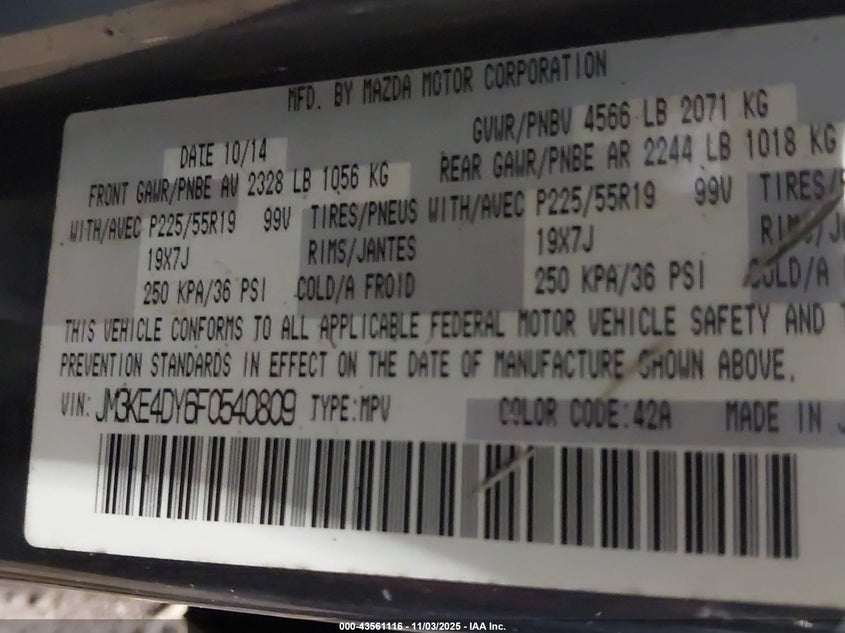 MFD. BY MAZDA MOTOR CORPORATION
DATE 10/14
GVWR/PNBV 4566 LB 2071 KG
FRONT GAWR/PNBE AV 2328 LB 1056 KG
REAR GAWR/PNBE AR 2244 LB 1018 KG
WITH/AVEC P225/55R19 99V TIRES/PNEUS WITH/AVEC P225/55R19 99V TIRES/
19X7J RIMS/JANTES 19X7J RIMS/
250 KPA/36 PSI COLD/A FROID 250 KPA/36 PSI COLD/A
THIS VEHICLE CONFORMS TO ALL APPLICABLE FEDERAL MOTOR VEHICLE SAFETY AND
PREVENTION STANDARDS IN EFFECT ON THE DATE OF MANUFACTURE SHOWN ABOVE.
VIN: JM3KE4DY6F0540809 TYPE:MPV COLOR CODE:42A MADE IN
000-43561116 - 11/03/2025 - IAA Inc.